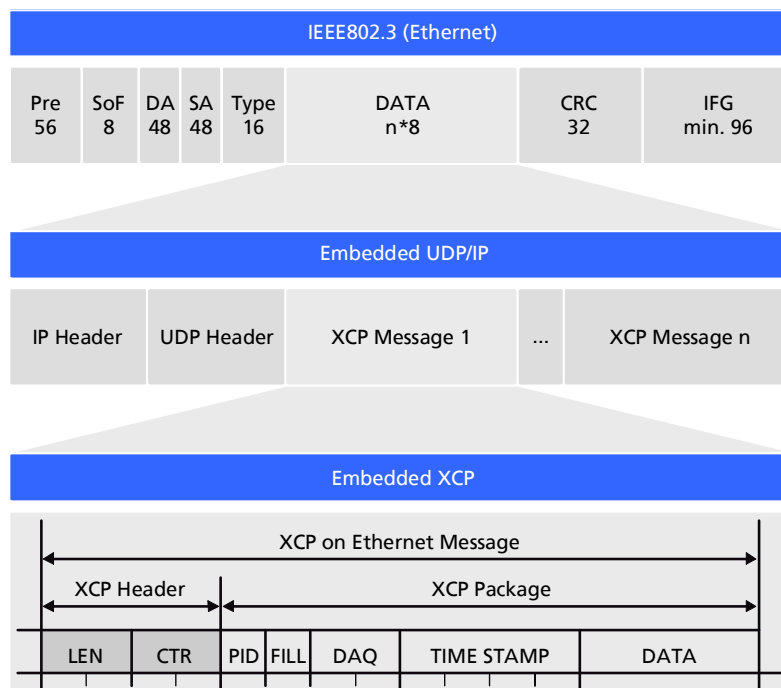 IEEE802.3 (Ethernet)
Pre SoF DA SA Type DATA CRC IFG
56 8 48 48 16 n*8 32 min. 96
Embedded UDP/IP
IP Header UDP Header XCP Message 1 ... XCP Message n
Embedded XCP
XCP on Ethernet Message
XCP Header XCP Package
LEN CTR PID FILL DAQ TIME STAMP DATA